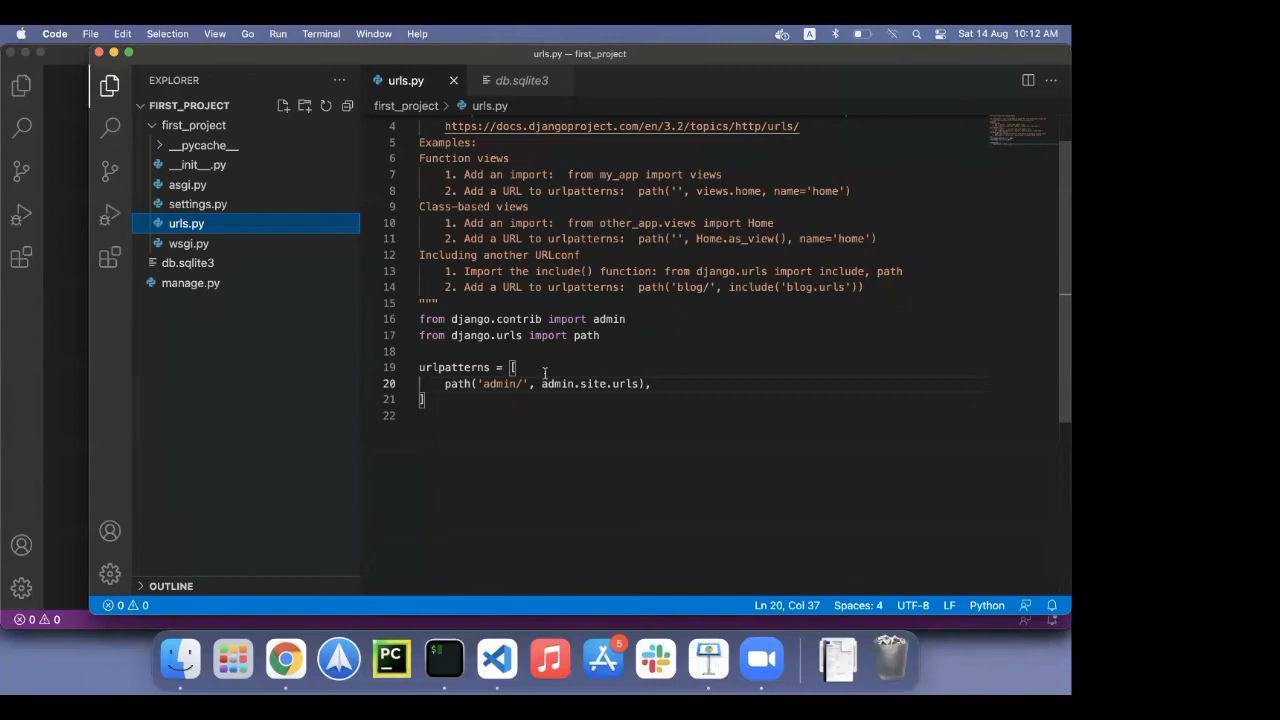 Code File Edit Selection View Go Run Terminal Window Help A Sat 14 Aug 10:12 AM
urls.py — first_project
EXPLORER ···
urls.py db.sqlite3
FIRST_PROJECT
first_project > urls.py
first_project
__pycache__
__init__.py
asgi.py
settings.py
urls.py
wsgi.py
db.sqlite3
manage.py
4 https://docs.djangoproject.com/en/3.2/topics/http/urls/
5 Examples:
6 Function views
7 1. Add an import: from my_app import views
8 2. Add a URL to urlpatterns: path('', views.home, name='home')
9 Class-based views
10 1. Add an import: from other_app.views import Home
11 2. Add a URL to urlpatterns: path('', Home.as_view(), name='home')
12 Including another URLconf
13 1. Import the include() function: from django.urls import include, path
14 2. Add a URL to urlpatterns: path('blog/', include('blog.urls'))
15 """
16 from django.contrib import admin
17 from django.urls import path
18
19 urlpatterns = [
20 path('admin/', admin.site.urls),
21 ]
22
OUTLINE
0 0 Ln 20, Col 37 Spaces: 4 UTF-8 LF Python
0 0
PC $ 5